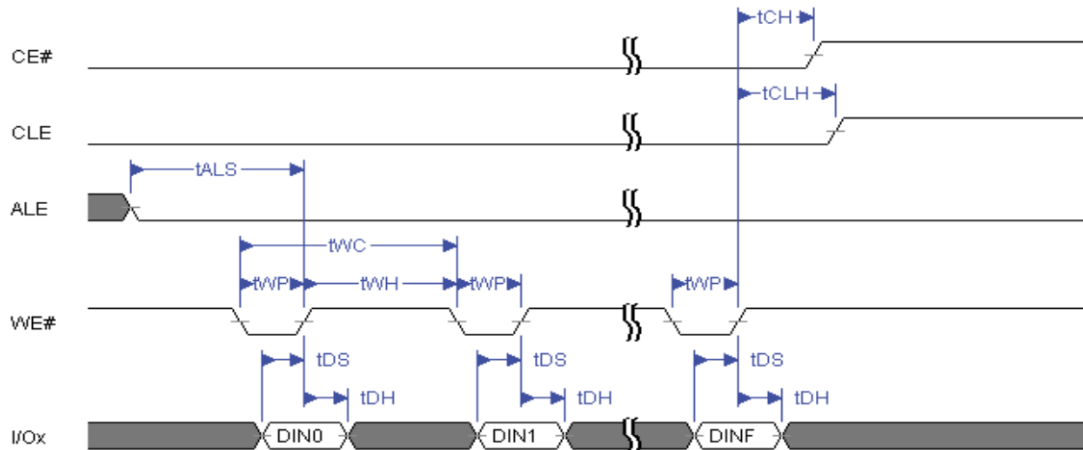 tCH
CE#
tCLH
CLE
tALS
ALE
tWC
tWP tWH tWP tWP
WE#
tDS tDS tDS
tDH tDH tDH
I/Ox DIN0 DIN1 DINF